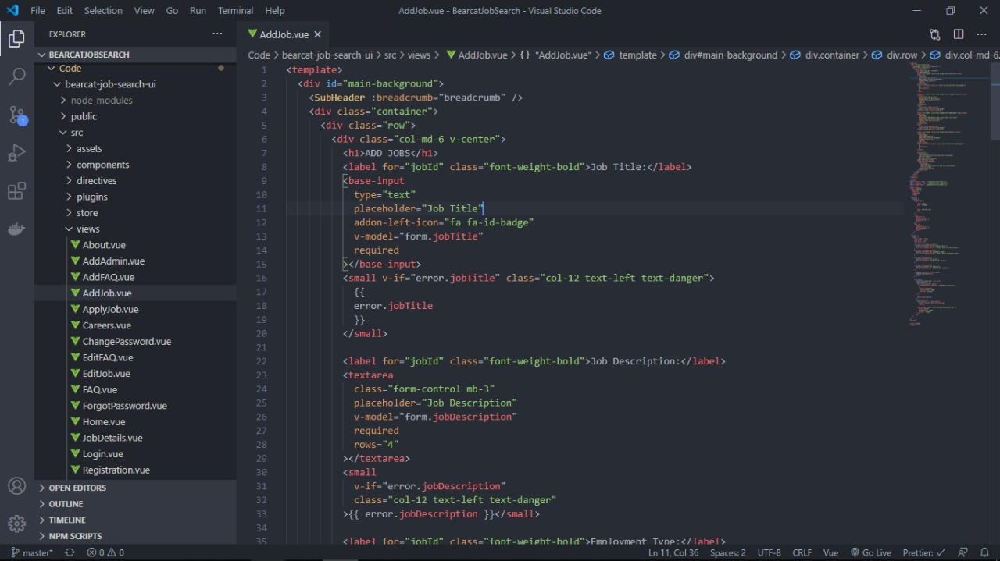 File Edit Selection View Go Run Terminal Help AddJob.vue - BearcatJobSearch - Visual Studio Code
EXPLORER ···
BEARCATJOBSEARCH
Code
bearcat-job-search-ui
node_modules
public
src
assets
components
directives
plugins
store
views
About.vue
AddAdmin.vue
AddFAQ.vue
AddJob.vue
ApplyJob.vue
Careers.vue
ChangePassword.vue
EditFAQ.vue
EditJob.vue
FAQ.vue
ForgotPassword.vue
Home.vue
JobDetails.vue
Login.vue
Registration.vue
OPEN EDITORS
OUTLINE
TIMELINE
NPM SCRIPTS
1
AddJob.vue
Code > bearcat-job-search-ui > src > views > AddJob.vue > {} "AddJob.vue" > template > div#main-background > div.container > div.row > div.col-md-6.
1 <template>
2 <div id="main-background">
3 <SubHeader :breadcrumb="breadcrumb" />
4 <div class="container">
5 <div class="row">
6 <div class="col-md-6 v-center">
7 <h1>ADD JOBS</h1>
8 <label for="jobId" class="font-weight-bold">Job Title:</label>
9 <base-input
10 type="text"
11 placeholder="Job Title"
12 addon-left-icon="fa fa-id-badge"
13 v-model="form.jobTitle"
14 required
15 ></base-input>
16 <small v-if="error.jobTitle" class="col-12 text-left text-danger">
17 {{
18 error.jobTitle
19 }}
20 </small>
21
22 <label for="jobId" class="font-weight-bold">Job Description:</label>
23 <textarea
24 class="form-control mb-3"
25 placeholder="Job Description"
26 v-model="form.jobDescription"
27 required
28 rows="4"
29 ></textarea>
30 <small
31 v-if="error.jobDescription"
32 class="col-12 text-left text-danger"
33 >{{ error.jobDescription }}</small>
34
35 <label for="jobId" class="font-weight-bold">Employment Type:</label>
master* 0 0 Ln 11, Col 36 Spaces: 2 UTF-8 CRLF Vue Go Live Prettier: ✓